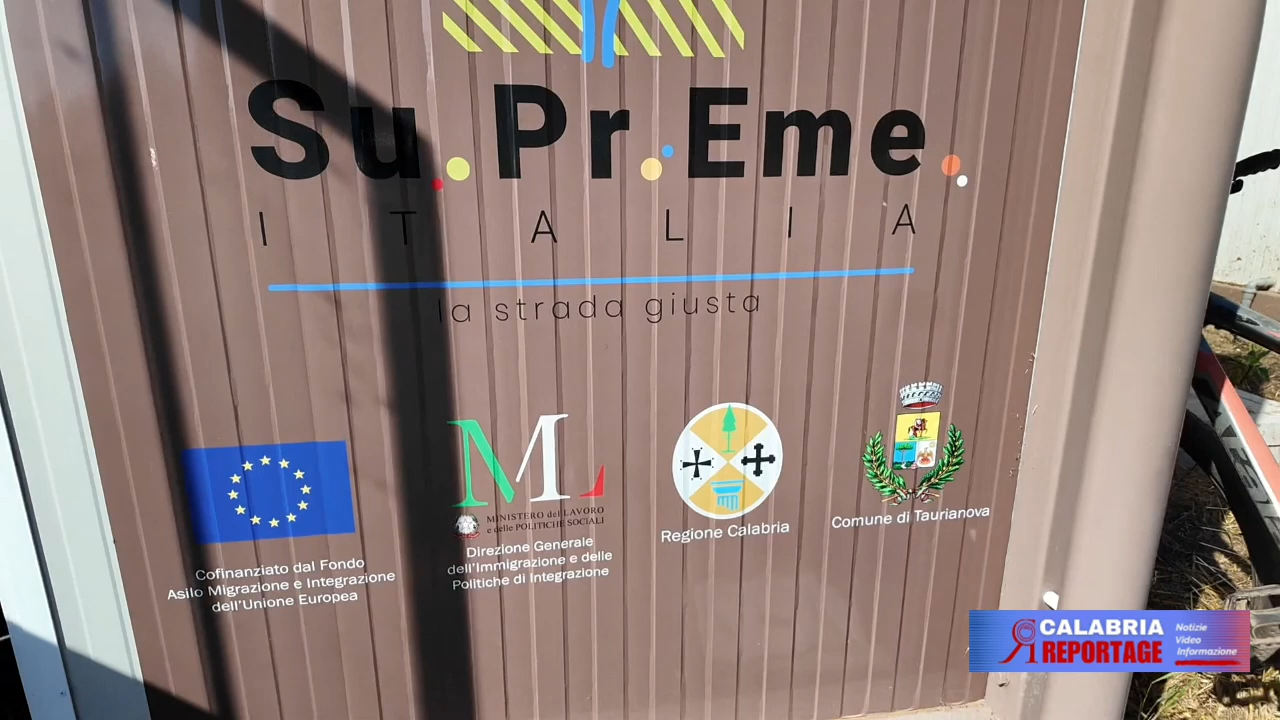 Su.Pr.Eme.
ITALIA
la strada giusta
Cofinanziato dal Fondo
Asilo Migrazione e Integrazione
dell'Unione Europea
ML
MINISTERO del LAVORO
e delle POLITICHE SOCIALI
Direzione Generale
dell'Immigrazione e delle
Politiche di Integrazione
Regione Calabria
Comune di Taurianova
CALABRIA
REPORTAGE
Notizie
Video
Informazione